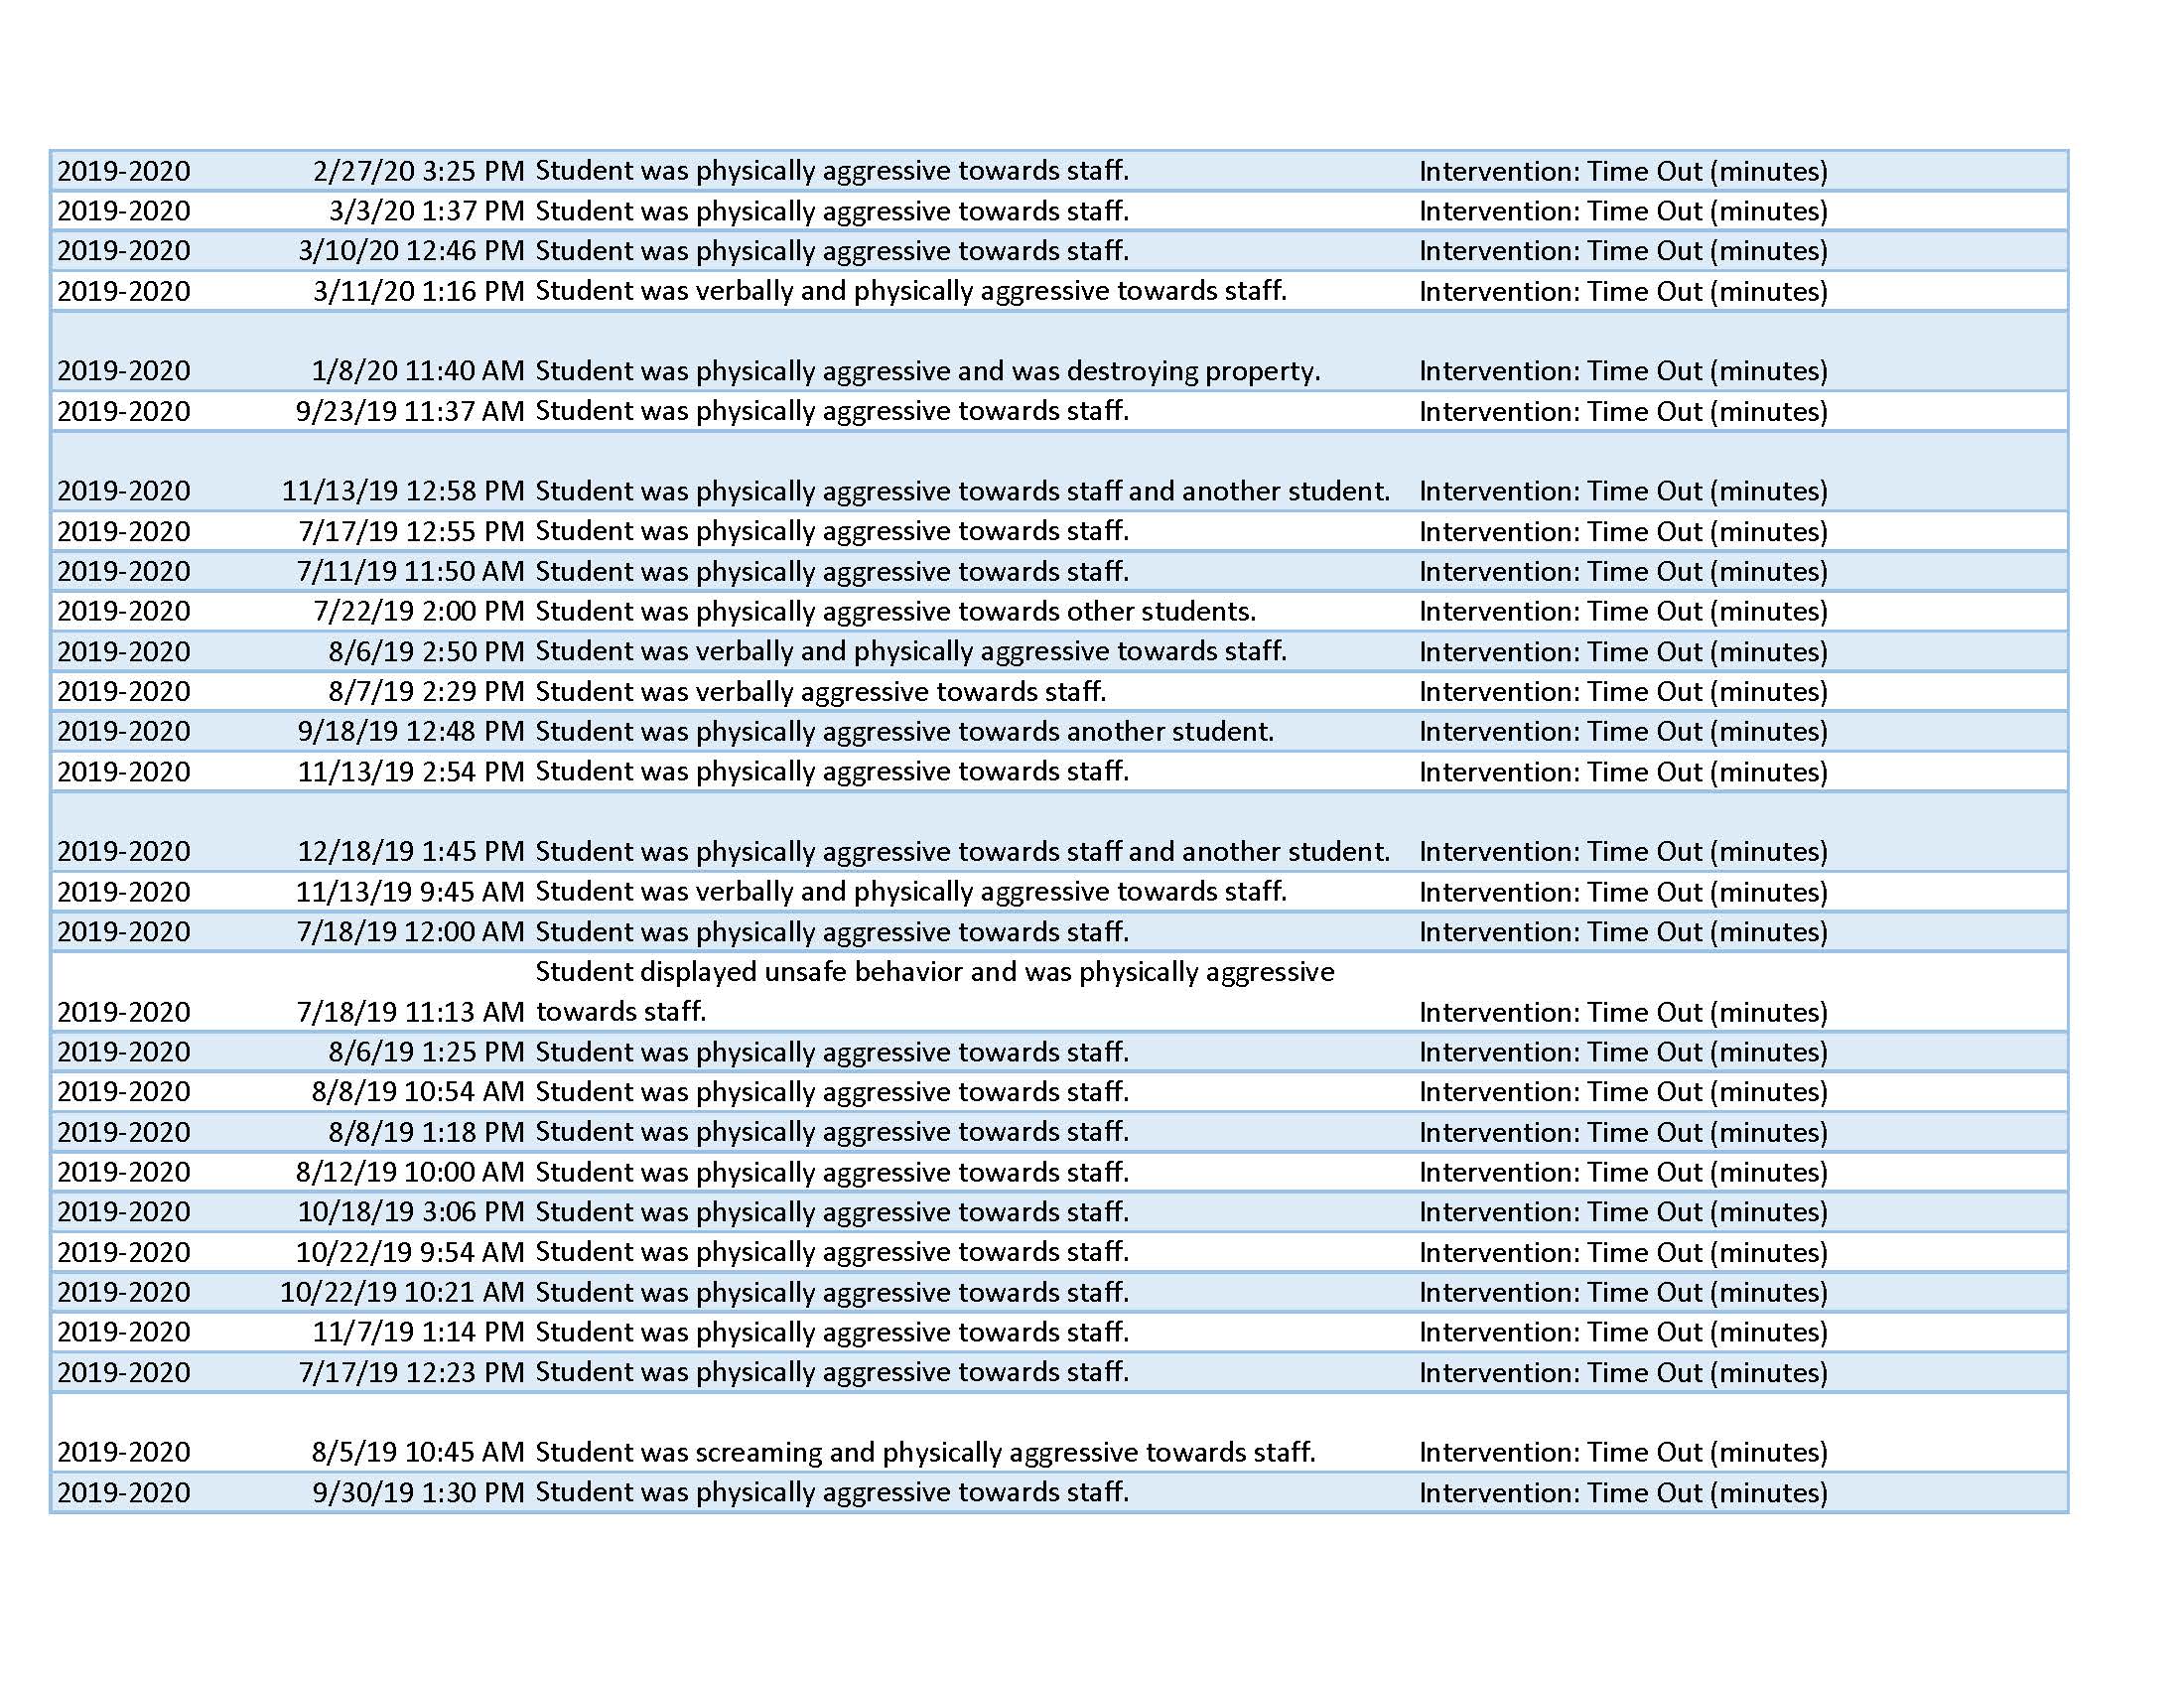 2019-2020 2/27/20 3:25 PM Student was physically aggressive towards staff. Intervention: Time Out (minutes)
2019-2020 3/3/20 1:37 PM Student was physically aggressive towards staff. Intervention: Time Out (minutes)
2019-2020 3/10/20 12:46 PM Student was physically aggressive towards staff. Intervention: Time Out (minutes)
2019-2020 3/11/20 1:16 PM Student was verbally and physically aggressive towards staff. Intervention: Time Out (minutes)
2019-2020 1/8/20 11:40 AM Student was physically aggressive and was destroying property. Intervention: Time Out (minutes)
2019-2020 9/23/19 11:37 AM Student was physically aggressive towards staff. Intervention: Time Out (minutes)
2019-2020 11/13/19 12:58 PM Student was physically aggressive towards staff and another student. Intervention: Time Out (minutes)
2019-2020 7/17/19 12:55 PM Student was physically aggressive towards staff. Intervention: Time Out (minutes)
2019-2020 7/11/19 11:50 AM Student was physically aggressive towards staff. Intervention: Time Out (minutes)
2019-2020 7/22/19 2:00 PM Student was physically aggressive towards other students. Intervention: Time Out (minutes)
2019-2020 8/6/19 2:50 PM Student was verbally and physically aggressive towards staff. Intervention: Time Out (minutes)
2019-2020 8/7/19 2:29 PM Student was verbally aggressive towards staff. Intervention: Time Out (minutes)
2019-2020 9/18/19 12:48 PM Student was physically aggressive towards another student. Intervention: Time Out (minutes)
2019-2020 11/13/19 2:54 PM Student was physically aggressive towards staff. Intervention: Time Out (minutes)
2019-2020 12/18/19 1:45 PM Student was physically aggressive towards staff and another student. Intervention: Time Out (minutes)
2019-2020 11/13/19 9:45 AM Student was verbally and physically aggressive towards staff. Intervention: Time Out (minutes)
2019-2020 7/18/19 12:00 AM Student was physically aggressive towards staff. Intervention: Time Out (minutes)
Student displayed unsafe behavior and was physically aggressive
2019-2020 7/18/19 11:13 AM towards staff. Intervention: Time Out (minutes)
2019-2020 8/6/19 1:25 PM Student was physically aggressive towards staff. Intervention: Time Out (minutes)
2019-2020 8/8/19 10:54 AM Student was physically aggressive towards staff. Intervention: Time Out (minutes)
2019-2020 8/8/19 1:18 PM Student was physically aggressive towards staff. Intervention: Time Out (minutes)
2019-2020 8/12/19 10:00 AM Student was physically aggressive towards staff. Intervention: Time Out (minutes)
2019-2020 10/18/19 3:06 PM Student was physically aggressive towards staff. Intervention: Time Out (minutes)
2019-2020 10/22/19 9:54 AM Student was physically aggressive towards staff. Intervention: Time Out (minutes)
2019-2020 10/22/19 10:21 AM Student was physically aggressive towards staff. Intervention: Time Out (minutes)
2019-2020 11/7/19 1:14 PM Student was physically aggressive towards staff. Intervention: Time Out (minutes)
2019-2020 7/17/19 12:23 PM Student was physically aggressive towards staff. Intervention: Time Out (minutes)
2019-2020 8/5/19 10:45 AM Student was screaming and physically aggressive towards staff. Intervention: Time Out (minutes)
2019-2020 9/30/19 1:30 PM Student was physically aggressive towards staff. Intervention: Time Out (minutes)